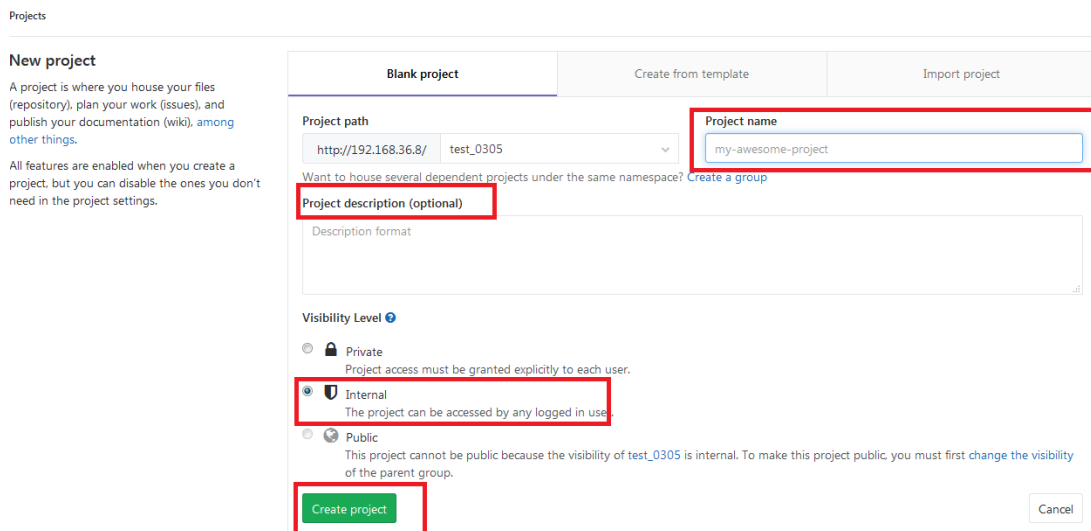 Projects
New project
A project is where you house your files
(repository), plan your work (issues), and
publish your documentation (wiki), among
other things.
All features are enabled when you create a
project, but you can disable the ones you don't
need in the project settings.
Blank project
Create from template
Import project
Project path
http://192.168.36.8/
test_0305
Project name
my-awesome-project
Want to house several dependent projects under the same namespace? Create a group
Project description (optional)
Description format
Visibility Level
Private
Project access must be granted explicitly to each user.
Internal
The project can be accessed by any logged in user.
Public
This project cannot be public because the visibility of test_0305 is internal. To make this project public, you must first change the visibility
of the parent group.
Create project
Cancel